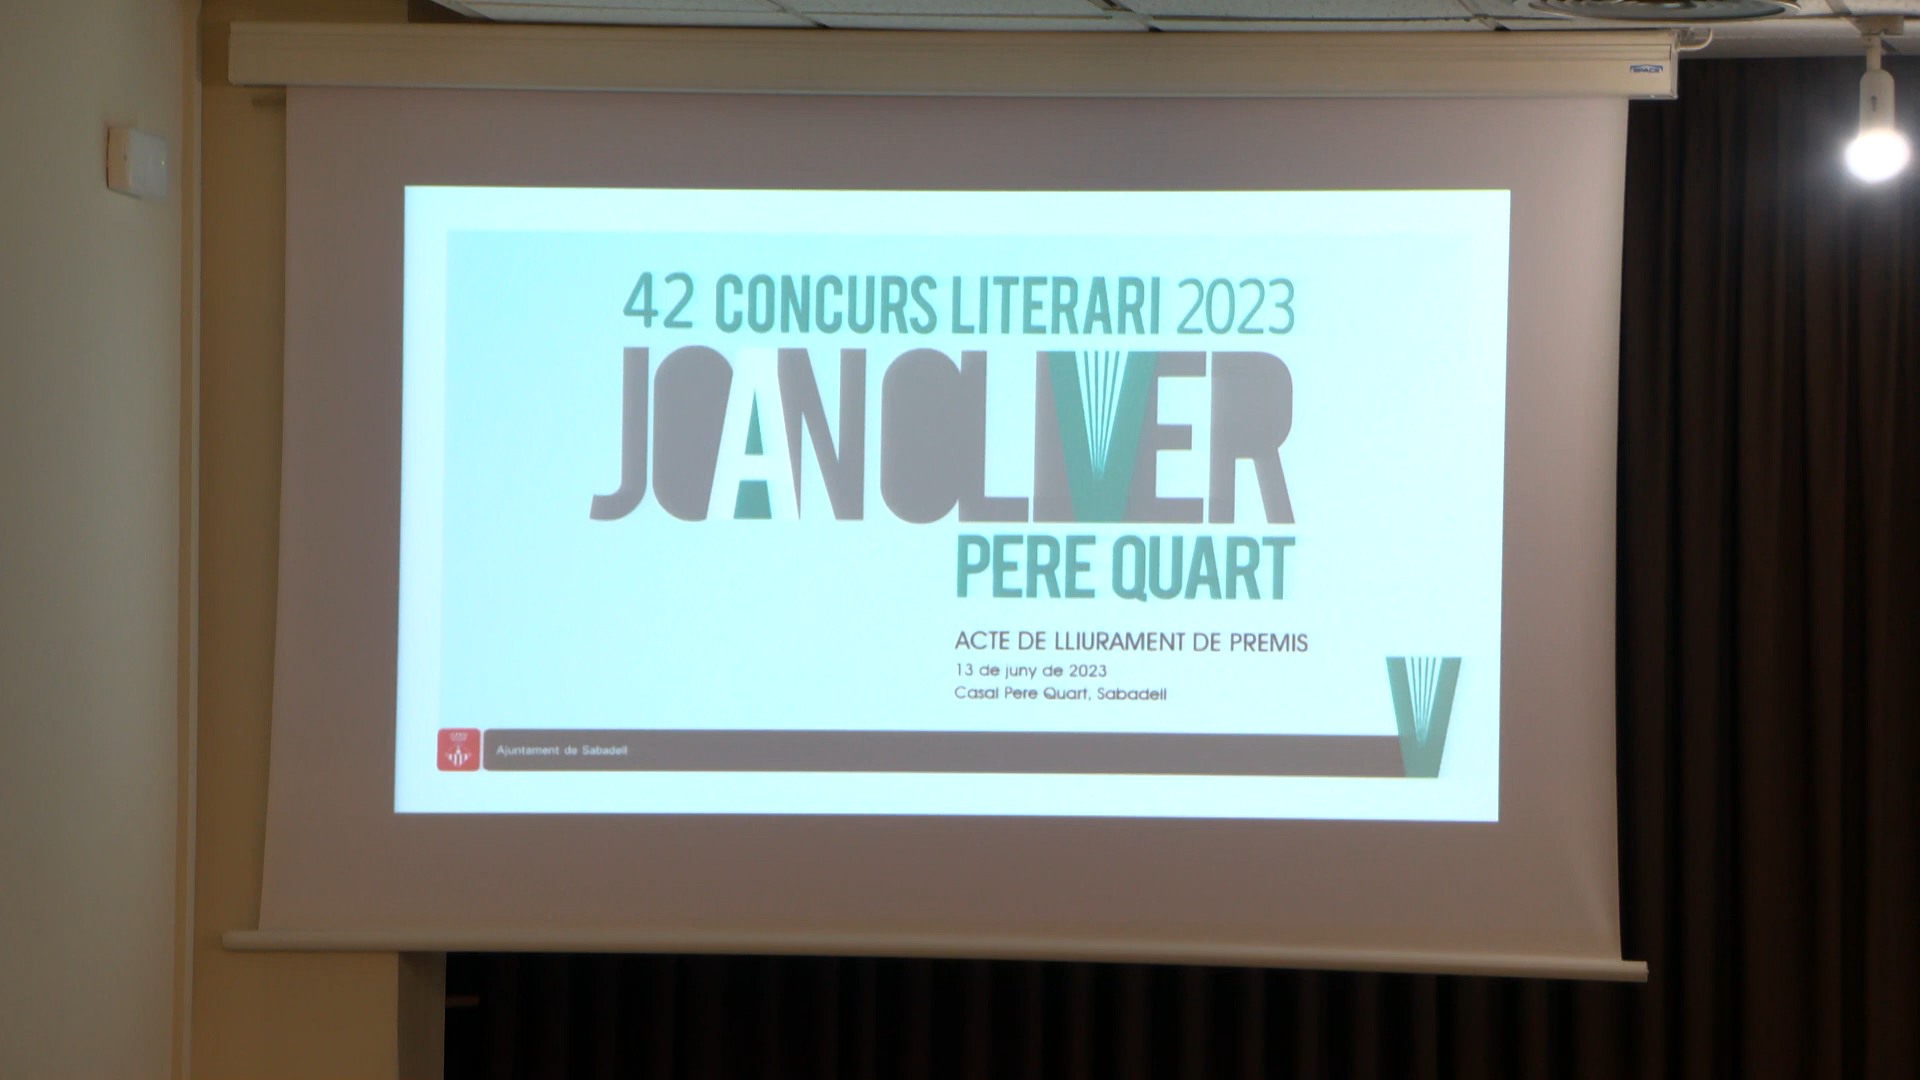 SPACE
42 CONCURS LITERARI 2023
JOAN OLIVER
PERE QUART
ACTE DE LLIURAMENT DE PREMIS
13 de juny de 2023
Casal Pere Quart, Sabadell
Ajuntament de Sabadell